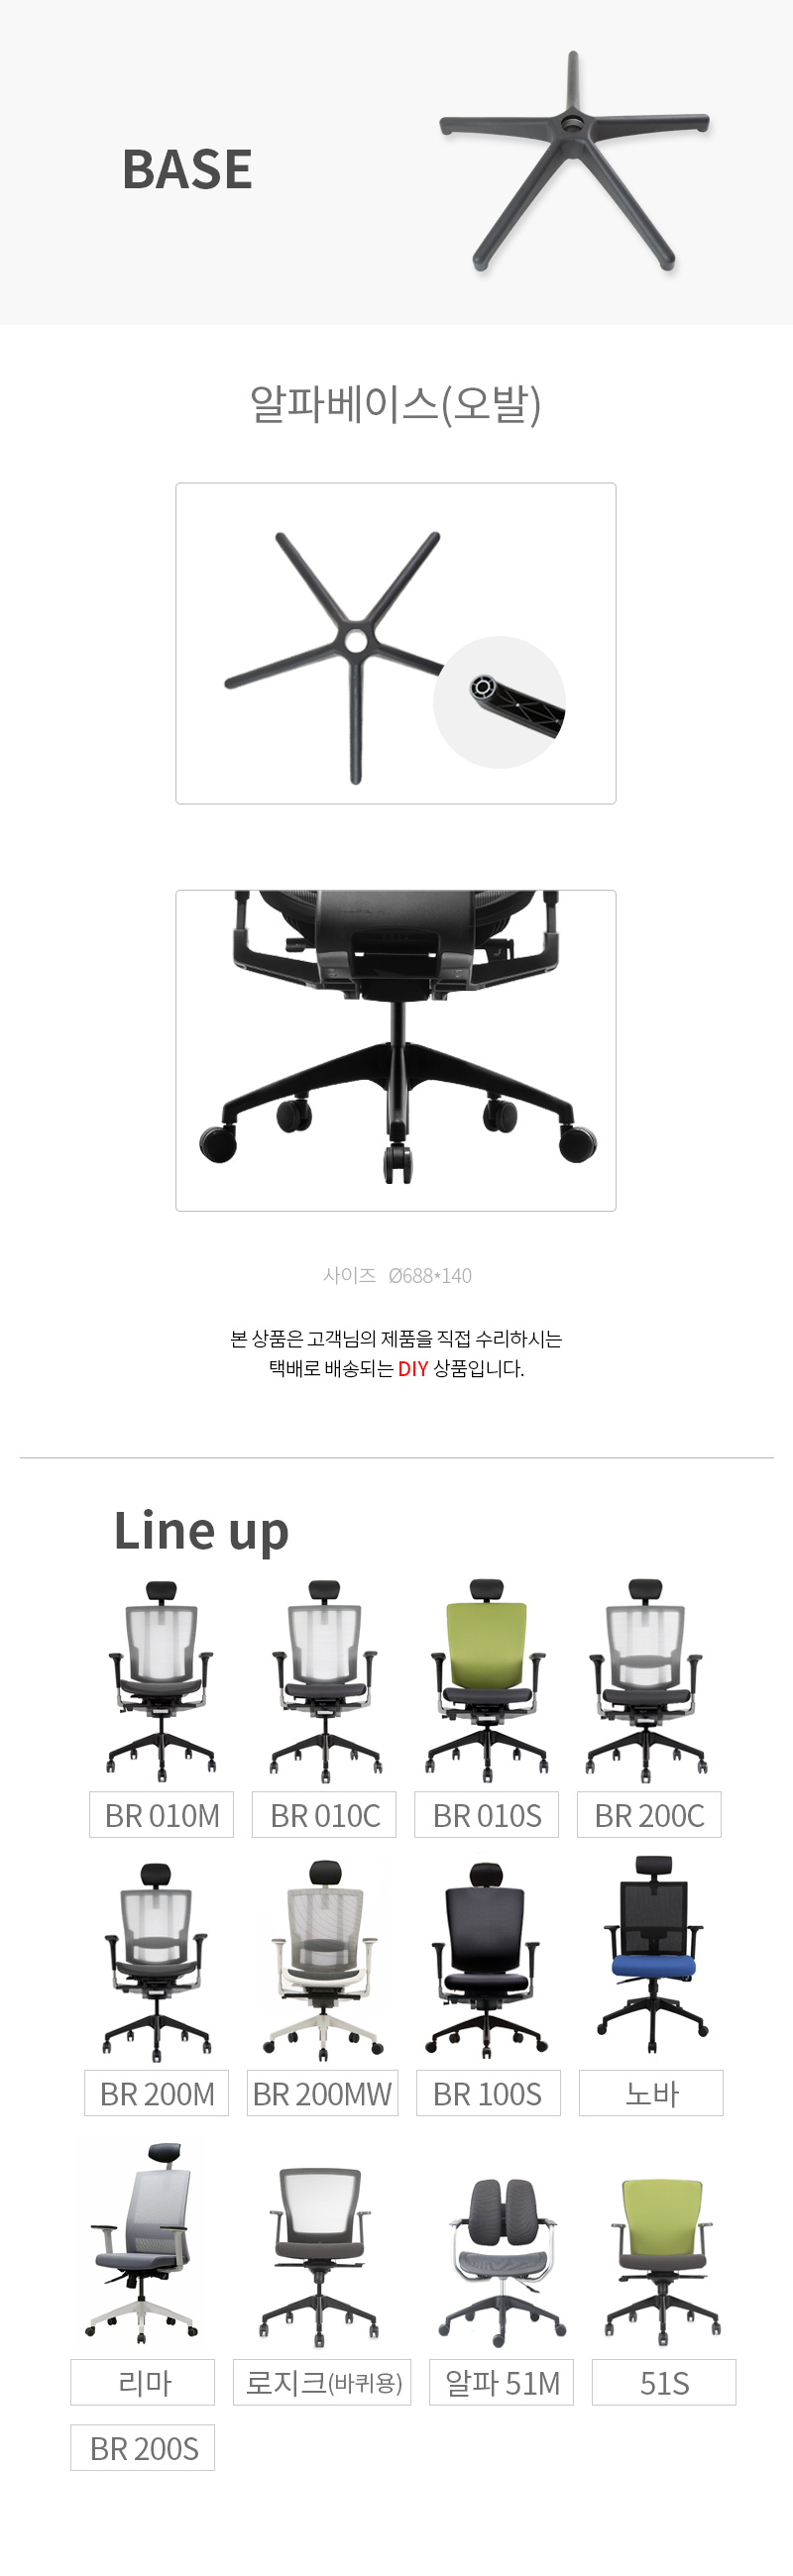 BASE
알파베이스(오발)
사이즈 Ø688*140
본 상품은 고객님의 제품을 직접 수리하시는
택배로 배송되는 DIY 상품입니다.
Line up
BR 010M
BR 010C
BR 010S
BR 200C
BR 200M
BR 200MW
BR 100S
노바
리마
로지크(바퀴용)
알파 51M
51S
BR 200S